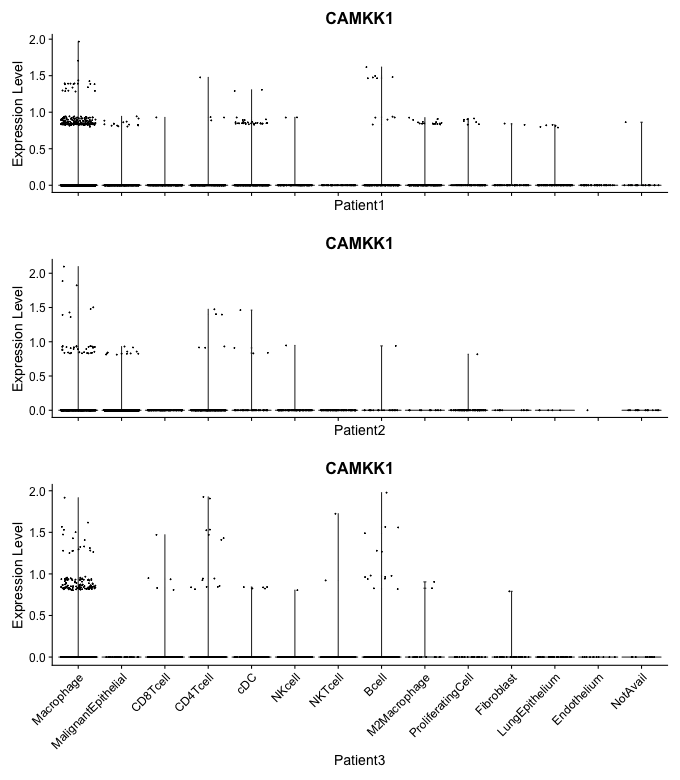 CAMKK1
Expression Level
2.0
1.5
1.0
0.5
0.0
Patient1
CAMKK1
Expression Level
2.0
1.5
1.0
0.5
0.0
Patient2
CAMKK1
Expression Level
2.0
1.5
1.0
0.5
0.0
Macrophage
MalignantEpithelial
CD8Tcell
CD4Tcell
cDC
NKcell
NKTcell
Bcell
M2Macrophage
ProliferatingCell
Fibroblast
LungEpithelium
Endothelium
NotAvail
Patient3